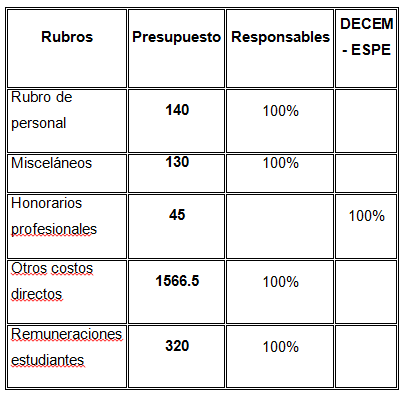 Rubros Presupuesto Responsables DECEM - ESPE
Rubro de personal 140 100%
Misceláneos 130 100%
Honorarios profesionales 45 100%
Otros costos directos 1566.5 100%
Remuneraciones estudiantes 320 100%